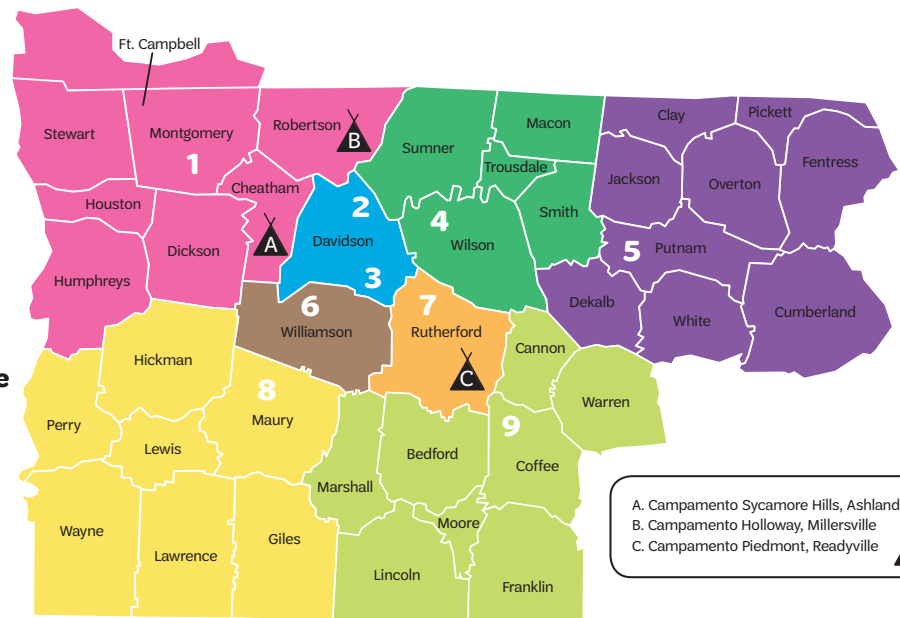 Ft. Campbell
Stewart
Montgomery
1
Robertson
B
Houston
Cheatham
Dickson
A
Humphreys
2
Davidson
3
Sumner
Macon
Trousdale
Smith
4
Wilson
Clay
Pickett
Jackson
Overton
Fentress
5
Putnam
Dekalb
White
Cumberland
6
Williamson
7
Rutherford
C
Cannon
Warren
Hickman
e
8
Maury
Perry
Lewis
Wayne
Lawrence
Giles
9
Bedford
Coffee
Marshall
Moore
Lincoln
Franklin
A. Campamento Sycamore Hills, Ashland
B. Campamento Holloway, Millersville
C. Campamento Piedmont, Readyville